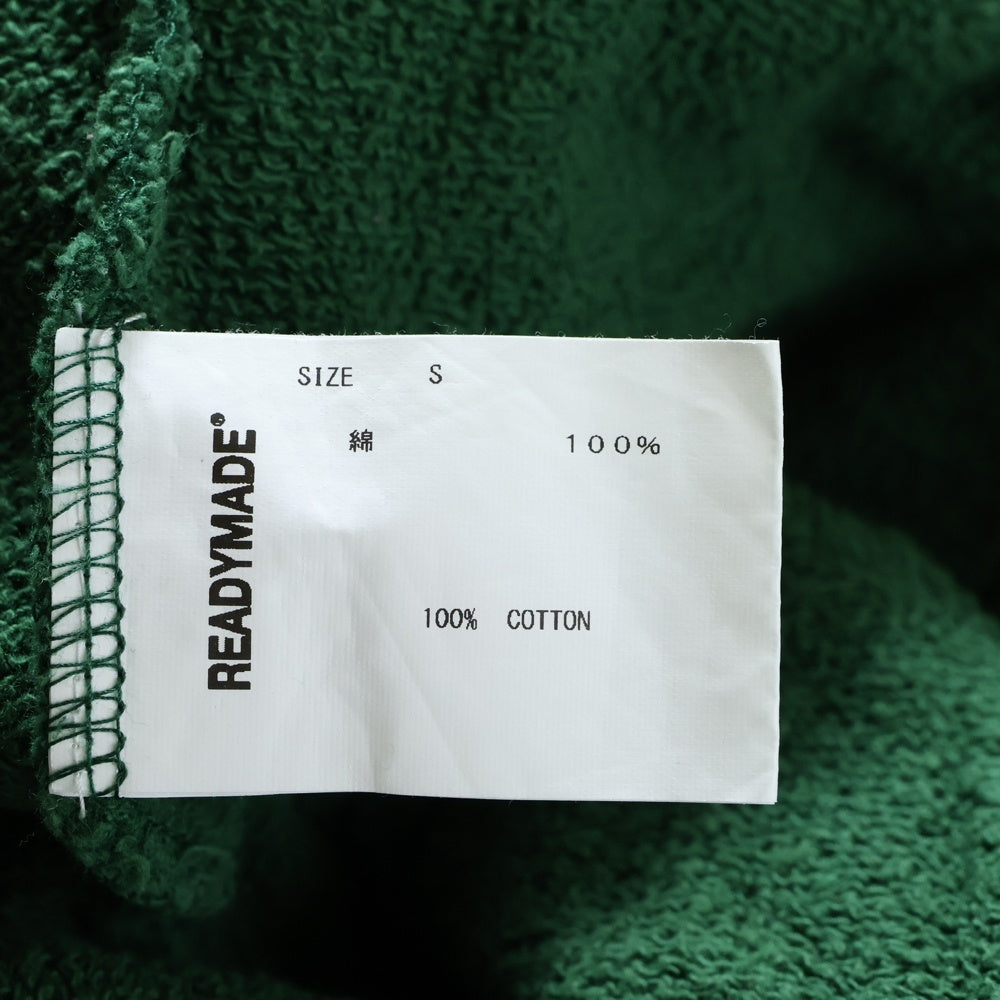 SIZE S
綿 １００％
100% COTTON
READYMADE®